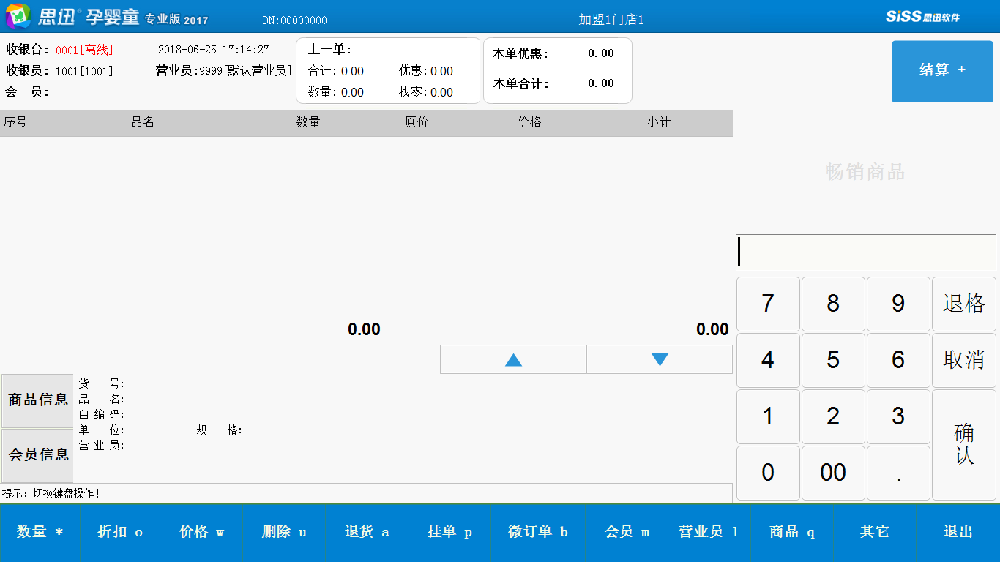 思迅® 孕婴童 专业版 2017 DN:00000000 加盟1门店1 SiSS思迅软件
收银台: 0001[离线] 2018-06-25 17:14:27
收银员: 1001[1001] 营业员:9999[默认营业员]
会 员:
上一单:
合计: 0.00 优惠: 0.00
数量: 0.00 找零: 0.00
本单优惠: 0.00
本单合计: 0.00
结算 +
序号 品名 数量 原价 价格 小计
畅销商品
0.00 0.00
7 8 9 退格
4 5 6 取消
1 2 3 确认
0 00 .
商品信息
会员信息
货 号:
品 名:
自编码:
单 位: 规 格:
营业员:
提示: 切换键盘操作!
数量 * 折扣 o 价格 w 删除 u 退货 a 挂单 p 微订单 b 会员 m 营业员 l 商品 q 其它 退出